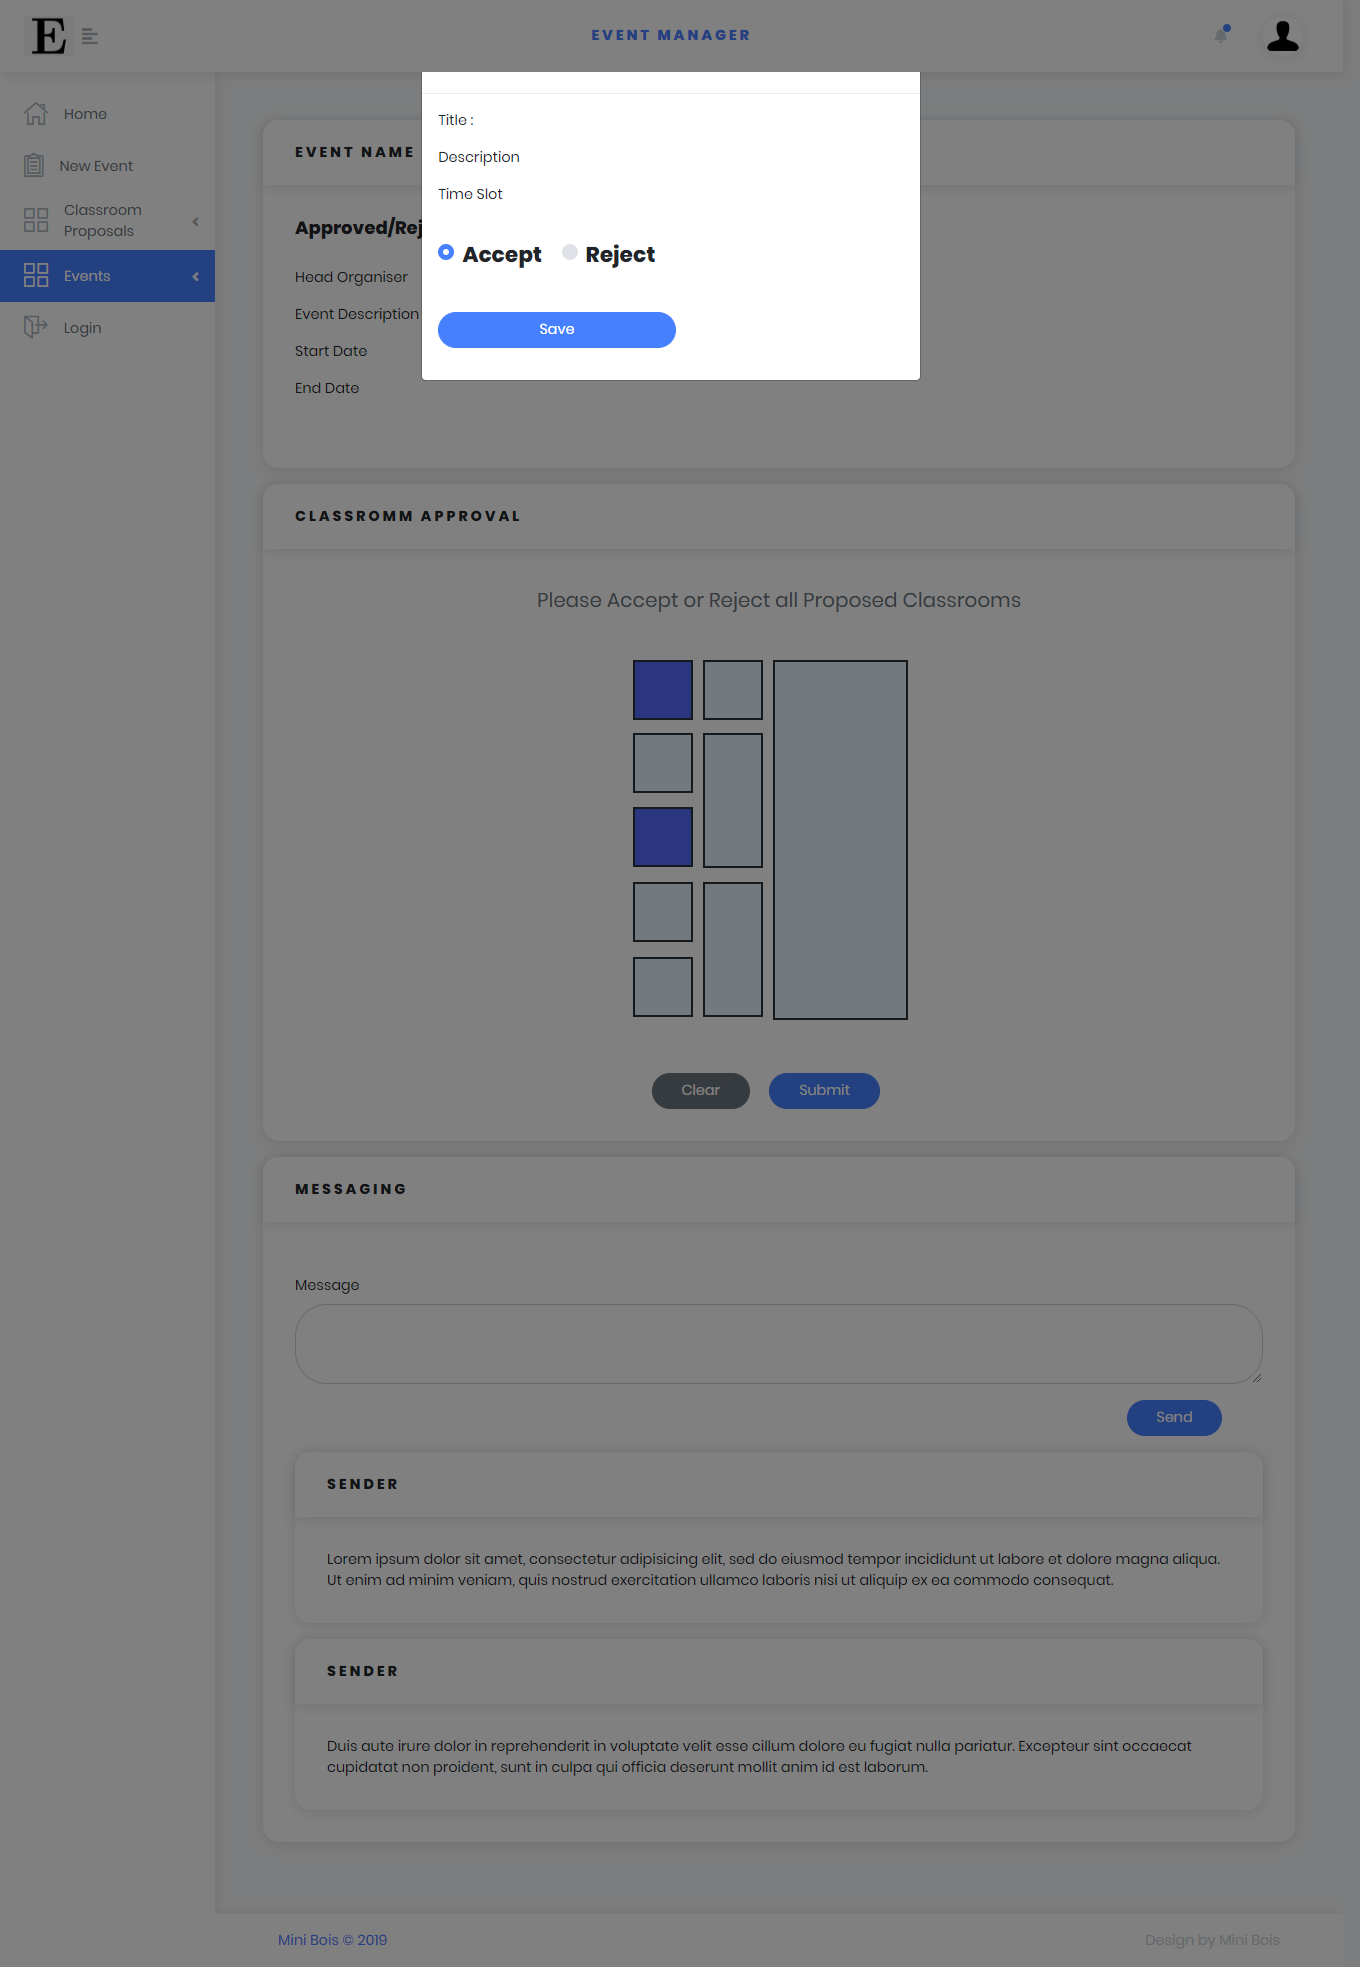 E
EVENT MANAGER
Home
New Event
Classroom
Proposals
Events
Login
Title :
Description
Time Slot
Accept Reject
Save
EVENT NAME
Approved/Rej
Head Organiser
Event Description
Start Date
End Date
CLASSROMM APPROVAL
Please Accept or Reject all Proposed Classrooms
Clear Submit
MESSAGING
Message
Send
SENDER
Lorem ipsum dolor sit amet, consectetur adipisicing elit, sed do eiusmod tempor incididunt ut labore et dolore magna aliqua.
Ut enim ad minim veniam, quis nostrud exercitation ullamco laboris nisi ut aliquip ex ea commodo consequat.
SENDER
Duis aute irure dolor in reprehenderit in voluptate velit esse cillum dolore eu fugiat nulla pariatur. Excepteur sint occaecat
cupidatat non proident, sunt in culpa qui officia deserunt mollit anim id est laborum.
Mini Bois © 2019
Design by Mini Bois